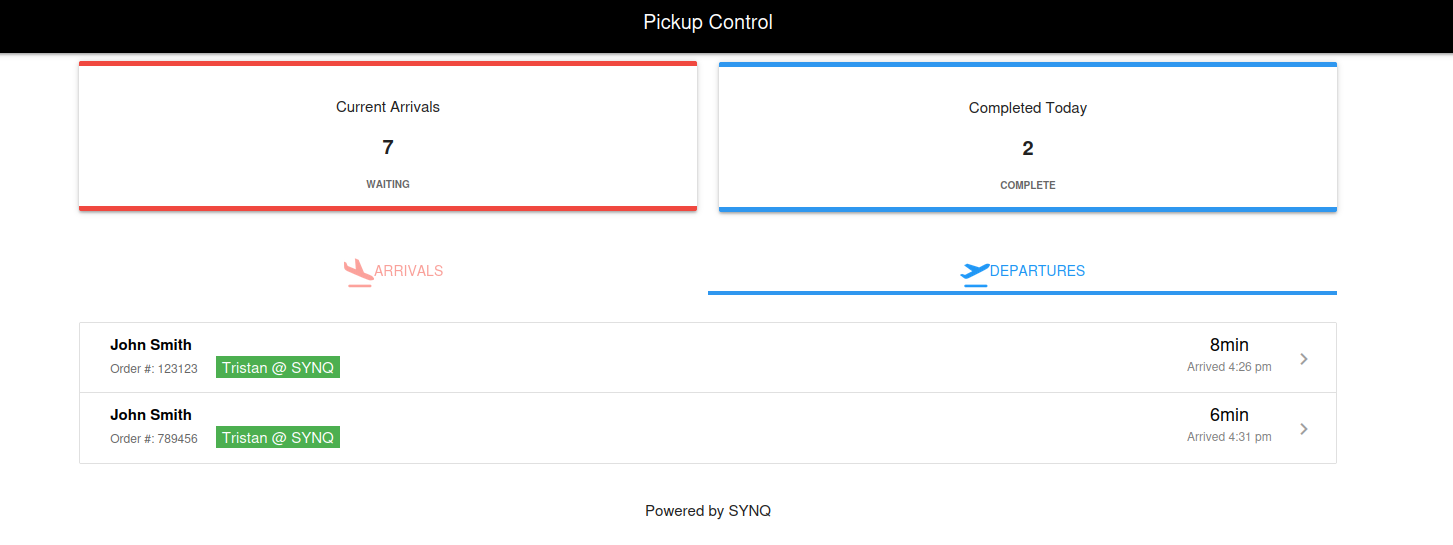 Pickup Control
Current Arrivals
7
WAITING
Completed Today
2
COMPLETE
ARRIVALS
DEPARTURES
John Smith
Order #: 123123 Tristan @ SYNQ
8min
Arrived 4:26 pm
John Smith
Order #: 789456 Tristan @ SYNQ
6min
Arrived 4:31 pm
Powered by SYNQ